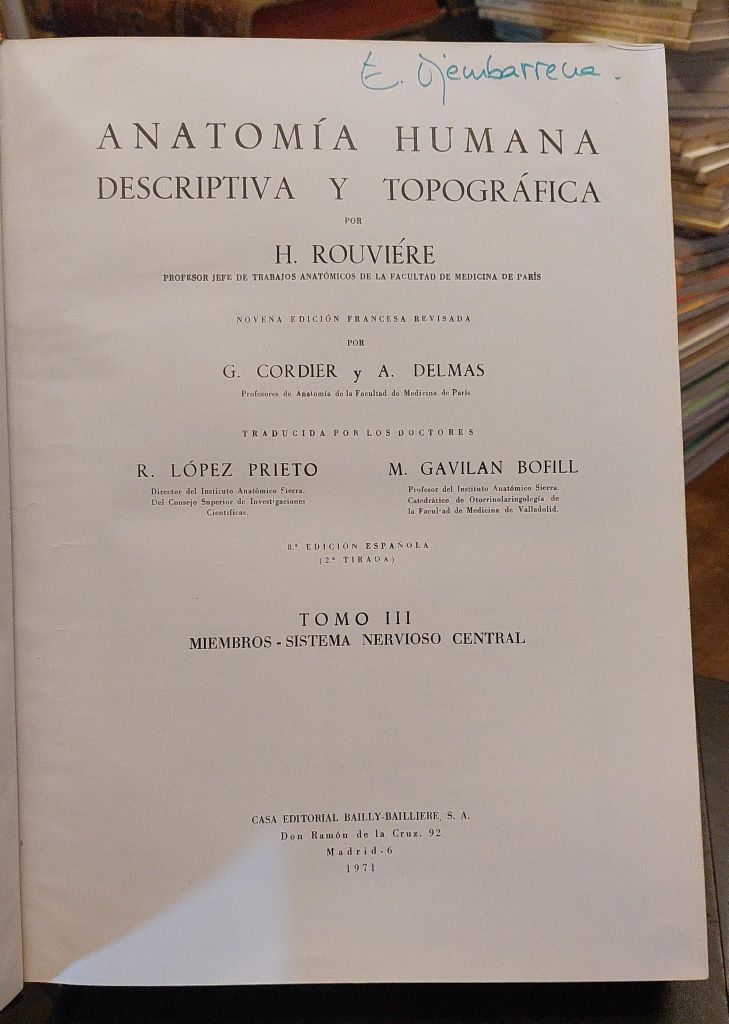 E. Ojembarrena.
ANATOMÍA HUMANA
DESCRIPTIVA Y TOPOGRÁFICA
POR
H. ROUVIÉRE
PROFESOR JEFE DE TRABAJOS ANATÓMICOS DE LA FACULTAD DE MEDICINA DE PARÍS
NOVENA EDICIÓN FRANCESA REVISADA
POR
G. CORDIER y A. DELMAS
Profesores de Anatomía de la Facultad de Medicina de París
TRADUCIDA POR LOS DOCTORES
R. LÓPEZ PRIETO
Director del Instituto Anatómico Sierra.
Del Consejo Superior de Investigaciones
Científicas.
M. GAVILAN BOFILL
Profesor del Instituto Anatómico Sierra.
Catedrático de Otorrinolaringología de
la Facultad de Medicina de Valladolid.
8.ª EDICIÓN ESPAÑOLA
(2.ª TIRADA)
TOMO III
MIEMBROS - SISTEMA NERVIOSO CENTRAL
CASA EDITORIAL BAILLY-BAILLIERE, S. A.
Don Ramón de la Cruz. 92
Madrid-6
1971